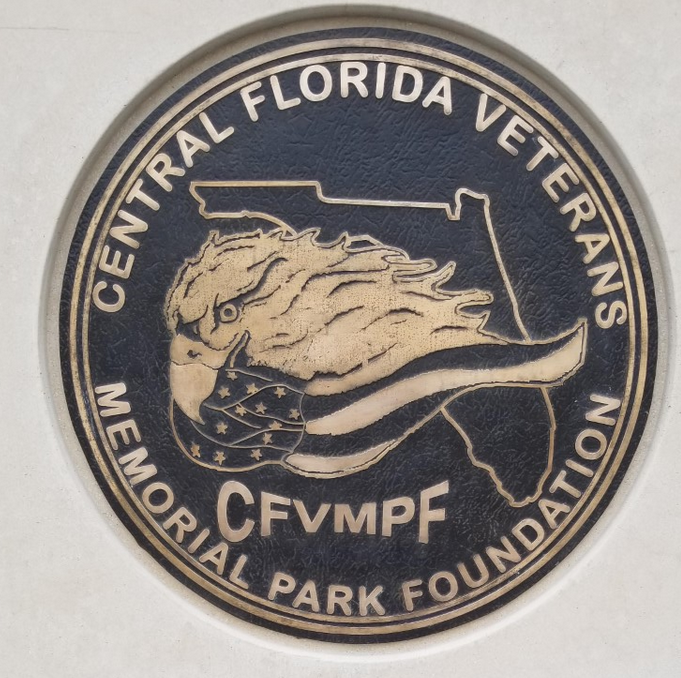 CENTRAL FLORIDA VETERANS
MEMORIAL PARK FOUNDATION
CFVMPF